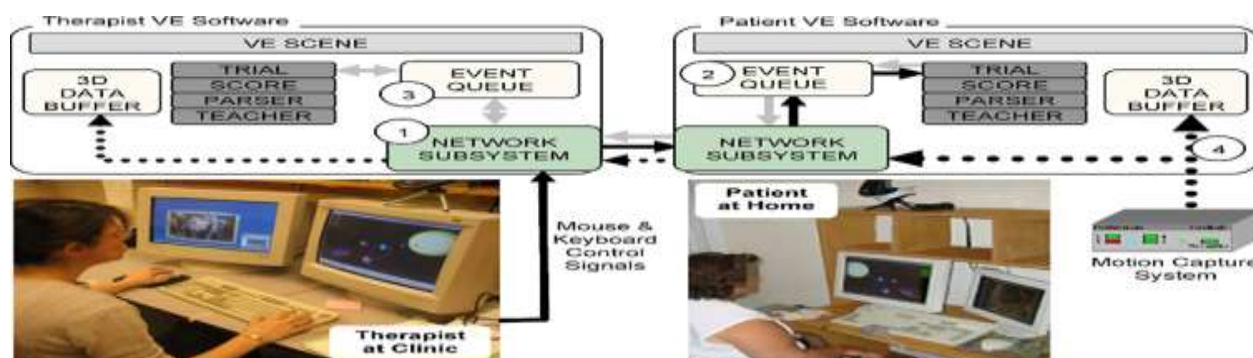 Therapist VE Software
VE SCENE
3D
DATA
BUFFER
TRIAL
SCORE
PARSER
TEACHER
EVENT
QUEUE
3
1
NETWORK
SUBSYSTEM
Patient VE Software
VE SCENE
2
EVENT
QUEUE
TRIAL
SCORE
PARSER
TEACHER
3D
DATA
BUFFER
NETWORK
SUBSYSTEM
4
Mouse &
Keyboard
Control
Signals
Therapist
at Clinic
Patient
at Home
Motion Capture
System